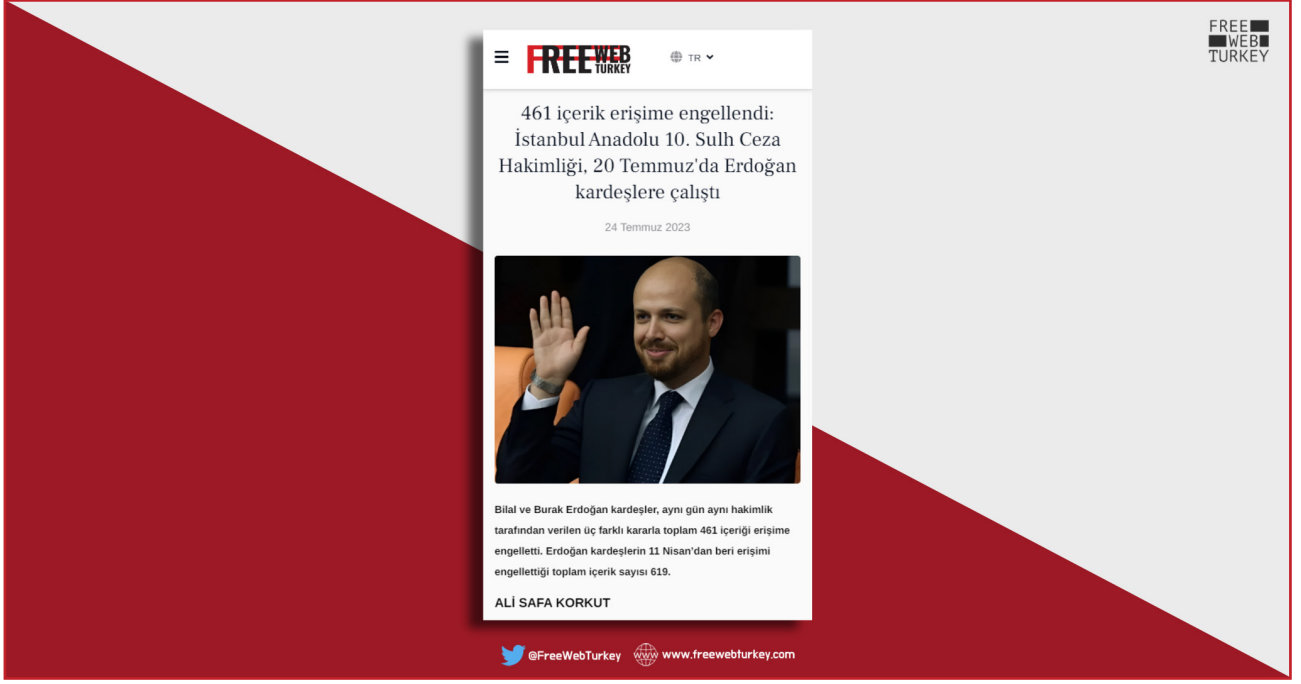 FREE
WEB
TURKEY
FREE WEB
TURKEY
TR
461 içerik erişime engellendi:
İstanbul Anadolu 10. Sulh Ceza
Hakimliği, 20 Temmuz'da Erdoğan
kardeşlere çalıştı
24 Temmuz 2023
Bilal ve Burak Erdoğan kardeşler, aynı gün aynı hakimlik
tarafından verilen üç farklı kararla toplam 461 içeriği erişime
engelletti. Erdoğan kardeşlerin 11 Nisan'dan beri erişimi
engellettiği toplam içerik sayısı 619.
ALİ SAFA KORKUT
@FreeWebTurkey www www.freewebturkey.com